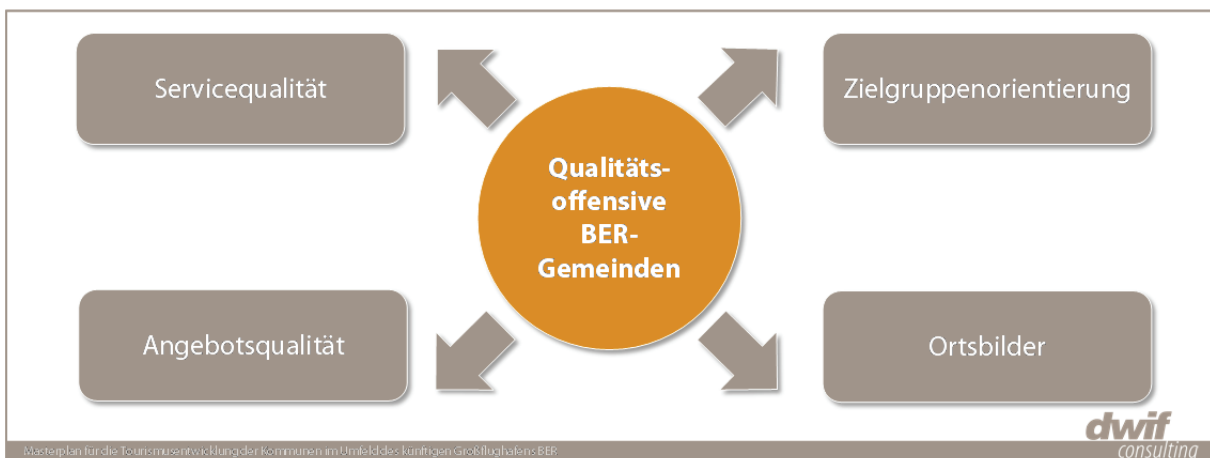 Servicequalität
Zielgruppenorientierung
Qualitäts-
offensive
BER-
Gemeinden
Angebotsqualität
Ortsbilder
dwif
consulting
Masterplan für die Tourismusentwicklung der Kommunen im Umfeld des künftigen Großflughafens BER